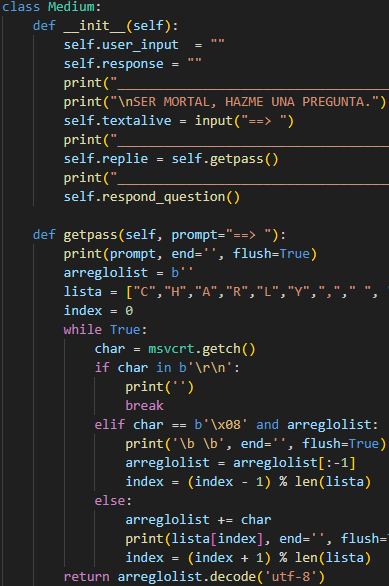 class Medium:
    def __init__(self):
        self.user_input  = ""
        self.response = ""
        print("___________________________________
        print("\nSER MORTAL, HAZME UNA PREGUNTA.")
        self.textalive = input("==> ")
        print("___________________________________
        self.replie = self.getpass()
        print("___________________________________
        self.respond_question()

    def getpass(self, prompt="==> "):
        print(prompt, end='', flush=True)
        arreglolist = b''
        lista = ["C","H","A","R","L","Y",","," ",
        index = 0
        while True:
            char = msvcrt.getch()
            if char in b'\r\n':
                print('')
                break
            elif char == b'\x08' and arreglolist:
                print('\b \b', end='', flush=True)
                arreglolist = arreglolist[:-1]
                index = (index - 1) % len(lista)
            else:
                arreglolist += char
                print(lista[index], end='', flush=
                index = (index + 1) % len(lista)
        return arreglolist.decode('utf-8')